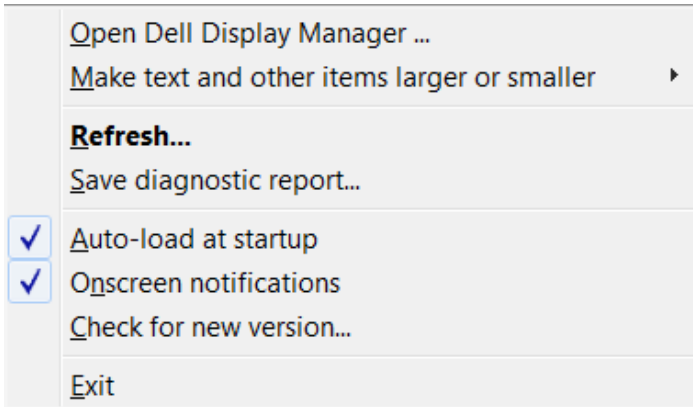 Open Dell Display Manager ...
Make text and other items larger or smaller
Refresh...
Save diagnostic report...
Auto-load at startup
Onscreen notifications
Check for new version...
Exit